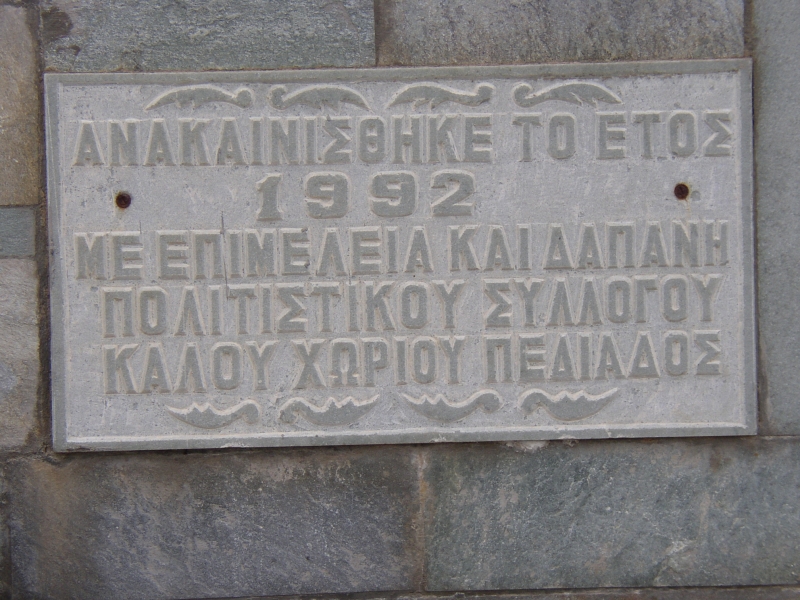 ΑΝΑΚΑΙΝΙΣΘΗΚΕ ΤΟ ΕΤΟΣ
1992
ΜΕ ΕΠΙΜΕΛΕΙΑ ΚΑΙ ΔΑΠΑΝΗ
ΠΟΛΙΤΙΣΤΙΚΟΥ ΣΥΛΛΟΓΟΥ
ΚΑΛΟΥ ΧΩΡΙΟΥ ΠΕΔΙΑΔΟΣ